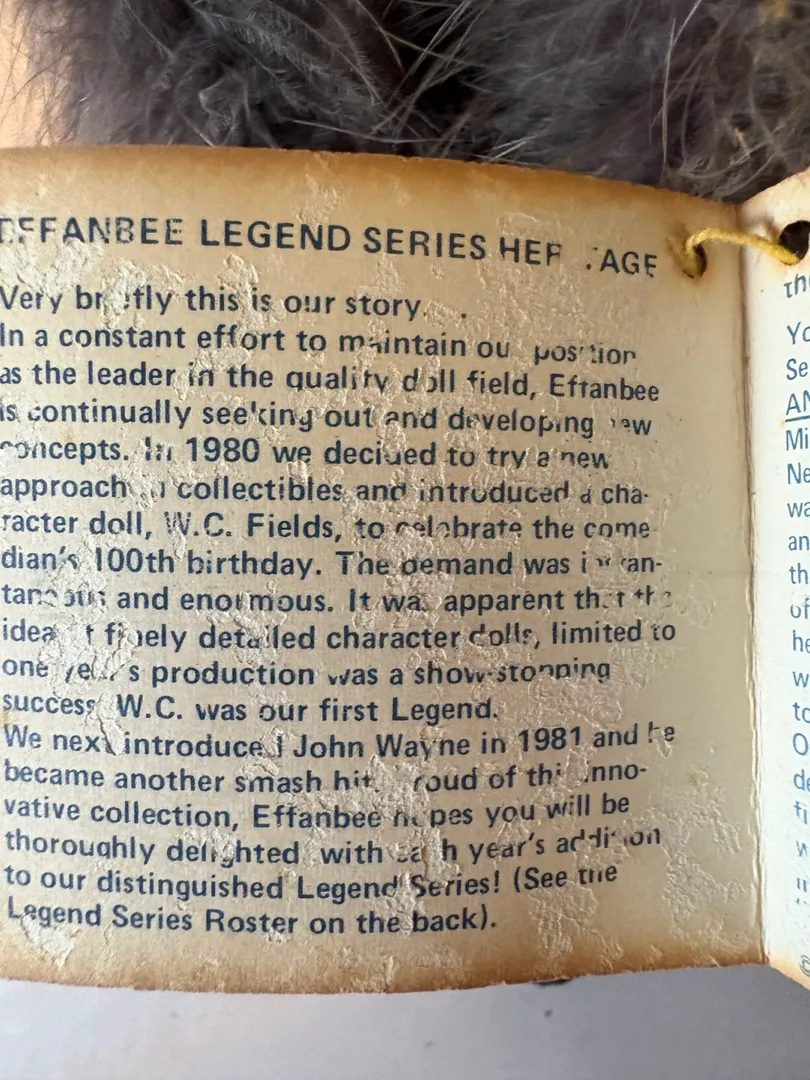 EFFANBEE LEGEND SERIES HERITAGE
Very briefly this is our story.
In a constant effort to maintain our position
as the leader in the quality doll field, Effanbee
is continually seeking out and developing new
concepts. In 1980 we decided to try a new
approach in collectibles and introduced a cha-
racter doll, W.C. Fields, to celebrate the come-
dian's 100th birthday. The demand was instan-
taneous and enormous. It was apparent that the
idea of finely detailed character dolls, limited to
one year's production was a show-stopping
success. W.C. was our first Legend.
We next introduced John Wayne in 1981 and he
became another smash hit. Proud of this inno-
vative collection, Effanbee hopes you will be
thoroughly delighted with each year's addition
to our distinguished Legend Series! (See the
Legend Series Roster on the back).